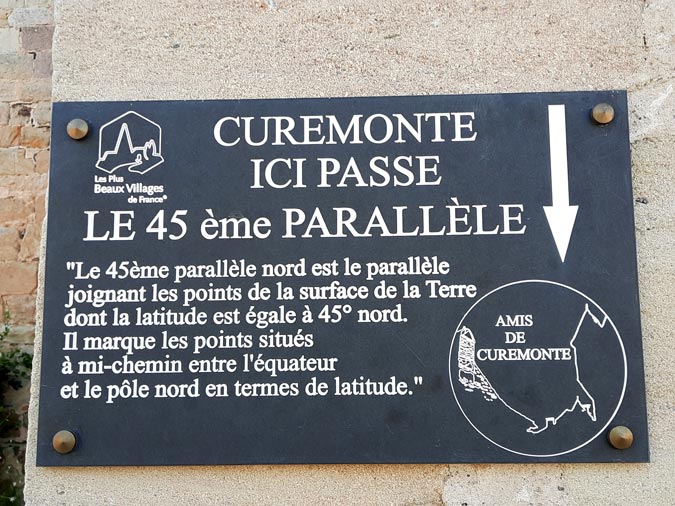 CUREMONTE
ICI PASSE
LE 45 ème PARALLÈLE
Les Plus
Beaux Villages
de France®
"Le 45ème parallèle nord est le parallèle
joignant les points de la surface de la Terre
dont la latitude est égale à 45° nord.
Il marque les points situés
à mi-chemin entre l'équateur
et le pôle nord en termes de latitude."
AMIS
DE
CUREMONTE